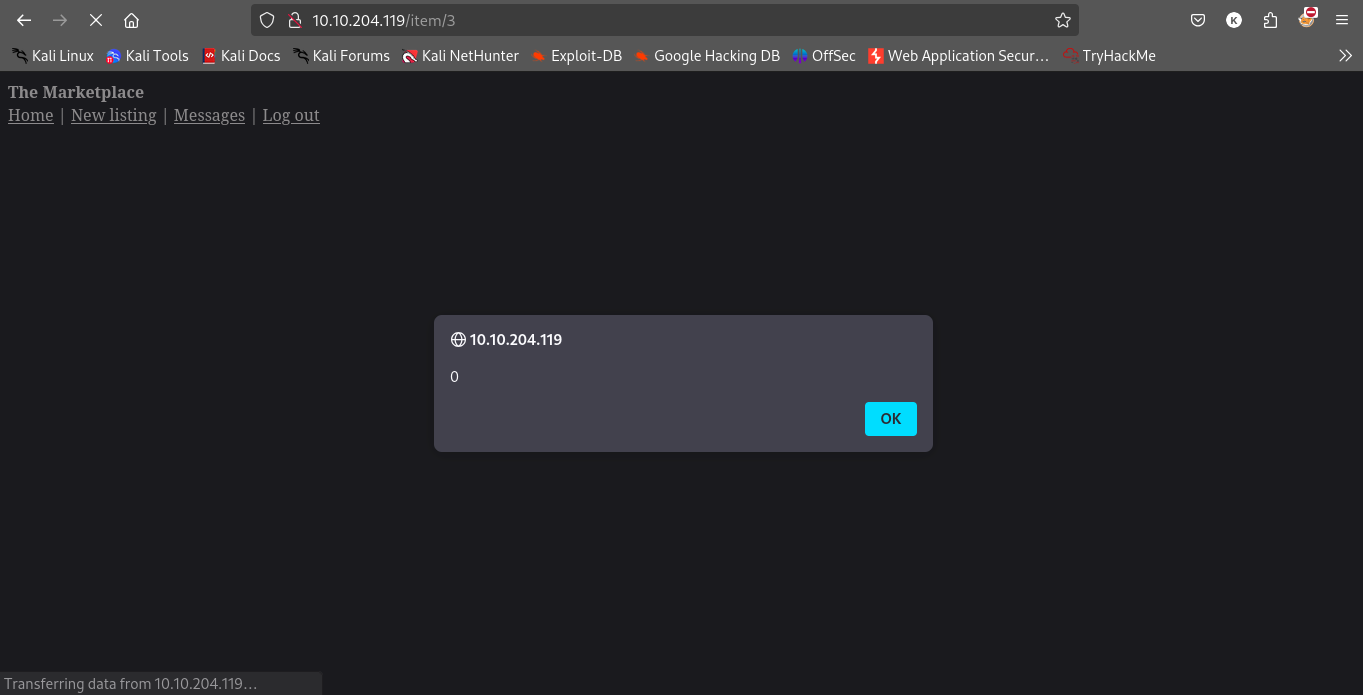 10.10.204.119/item/3
K
Kali Linux Kali Tools Kali Docs Kali Forums Kali NetHunter Exploit-DB Google Hacking DB OffSec Web Application Secur… TryHackMe
The Marketplace
Home | New listing | Messages | Log out
10.10.204.119
0
OK
Transferring data from 10.10.204.119…